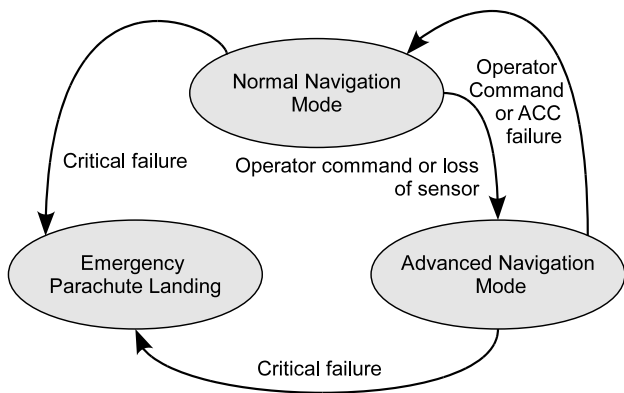 Normal Navigation
Mode
Operator
Command
or ACC
failure
Critical failure
Operator command or loss
of sensor
Emergency
Parachute Landing
Advanced Navigation
Mode
Critical failure